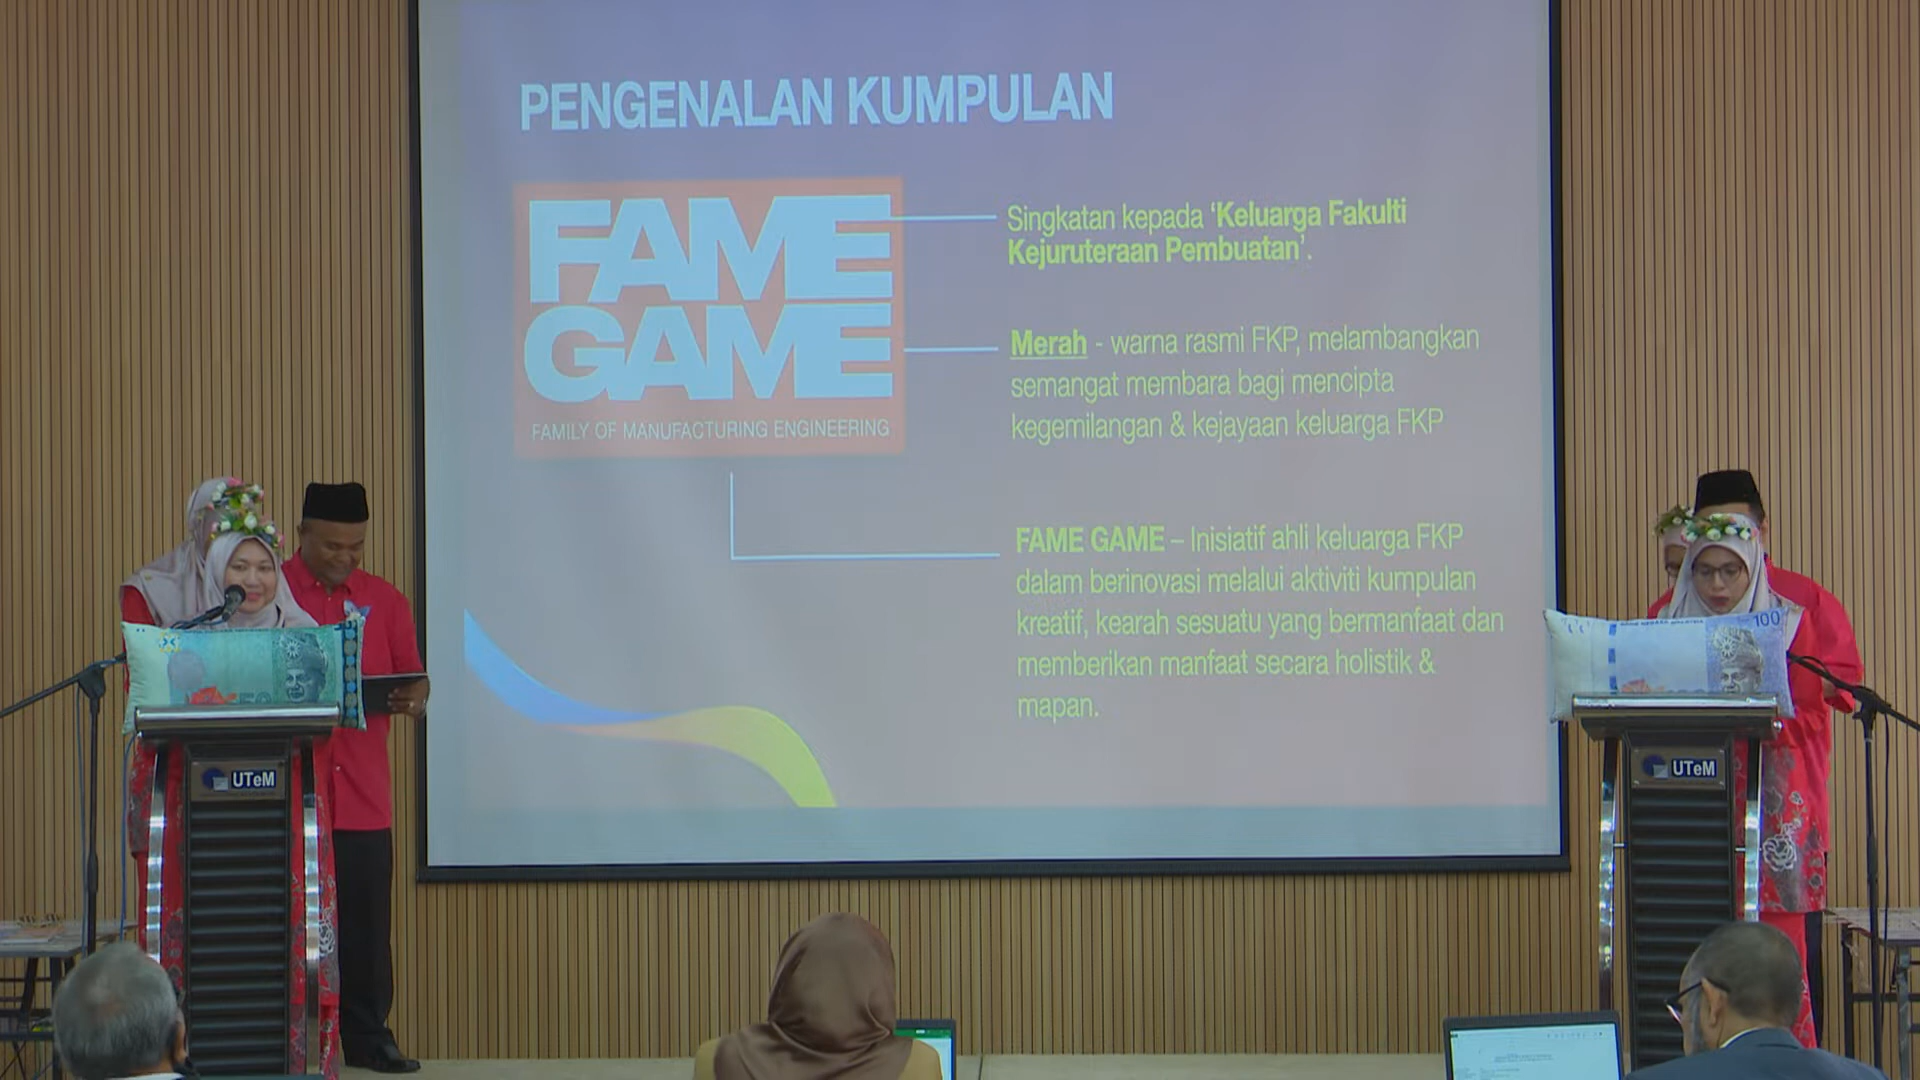 PENGENALAN KUMPULAN
FAME
GAME
FAMILY OF MANUFACTURING ENGINEERING
Singkatan kepada ‘Keluarga Fakulti
Kejuruteraan Pembuatan’.
Merah - warna rasmi FKP, melambangkan
semangat membara bagi mencipta
kegemilangan & kejayaan keluarga FKP
FAME GAME – Inisiatif ahli keluarga FKP
dalam berinovasi melalui aktiviti kumpulan
kreatif, kearah sesuatu yang bermanfaat dan
memberikan manfaat secara holistik &
mapan.
100
UTeM
UTeM